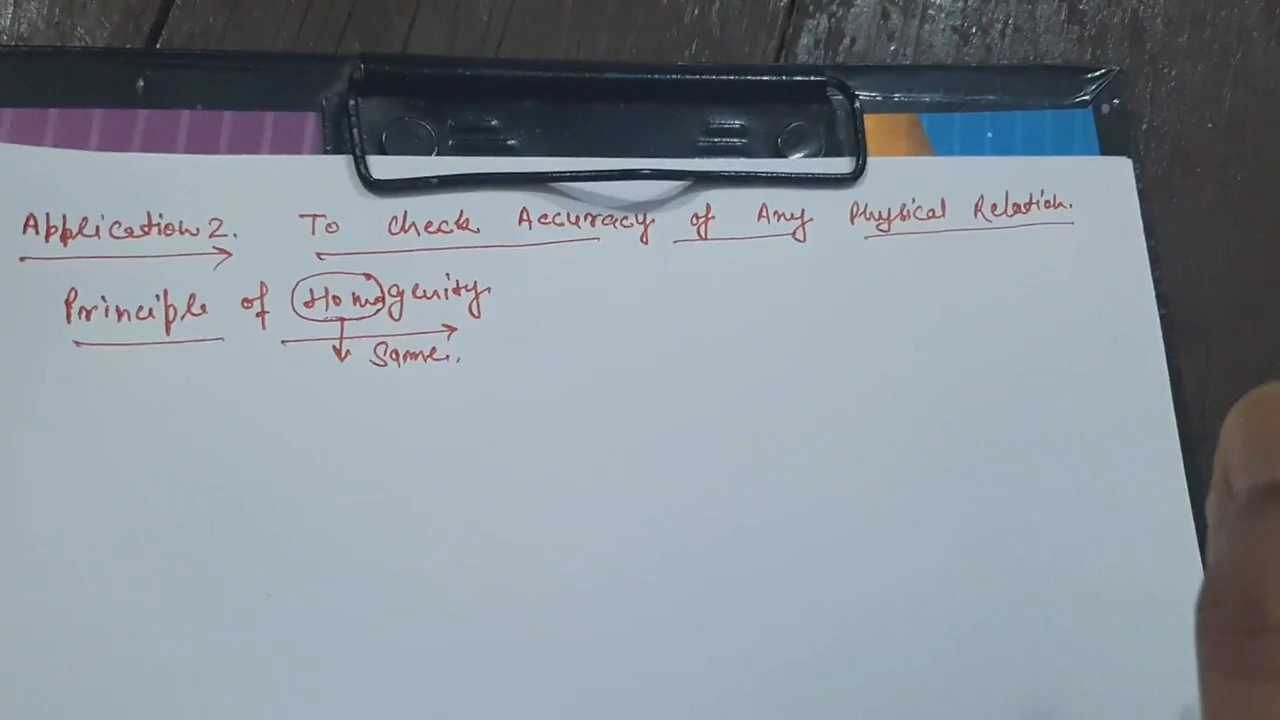 Application 2. To check Accuracy of Any Physical Relation.
Principle of Homogenity
Same.